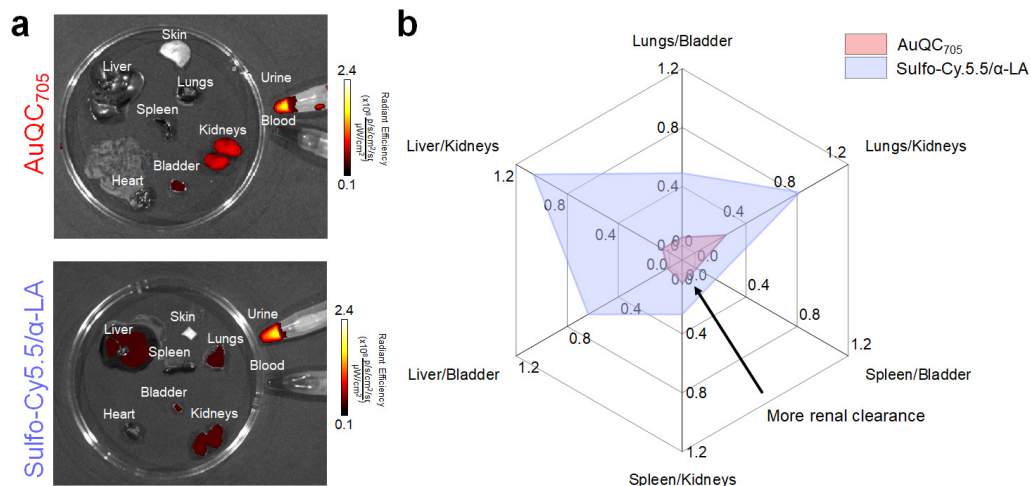 a
AuQC705
Skin
Liver
Lungs
Urine
Spleen
Blood
Kidneys
Bladder
Heart
2.4
0.1
Radiant Efficiency
(x10⁸ p/s/cm²/sr
µW/cm²)
Sulfo-Cy5.5/α-LA
Skin
Urine
Liver
Lungs
Spleen
Blood
Bladder
Heart
Kidneys
2.4
0.1
Radiant Efficiency
(x10⁸ p/s/cm²/sr
µW/cm²)
b
AuQC705
Sulfo-Cy.5.5/α-LA
Lungs/Bladder
1.2
0.8
0.4
0.0
Lungs/Kidneys
1.2
0.8
0.4
0.0
Spleen/Bladder
1.2
0.8
0.4
0.0
Spleen/Kidneys
1.2
0.8
0.4
0.0
Liver/Bladder
1.2
0.8
0.4
0.0
Liver/Kidneys
1.2
0.8
0.4
0.0
More renal clearance